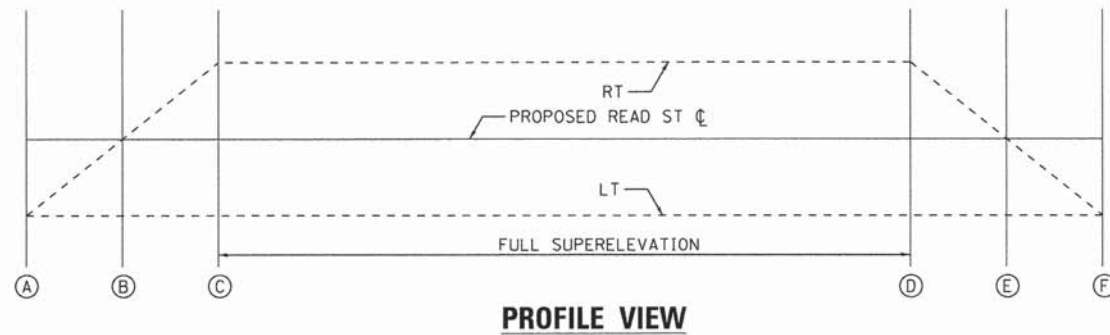 RT
PROPOSED READ ST ℄
LT
FULL SUPERELEVATION
A B C D E F
PROFILE VIEW